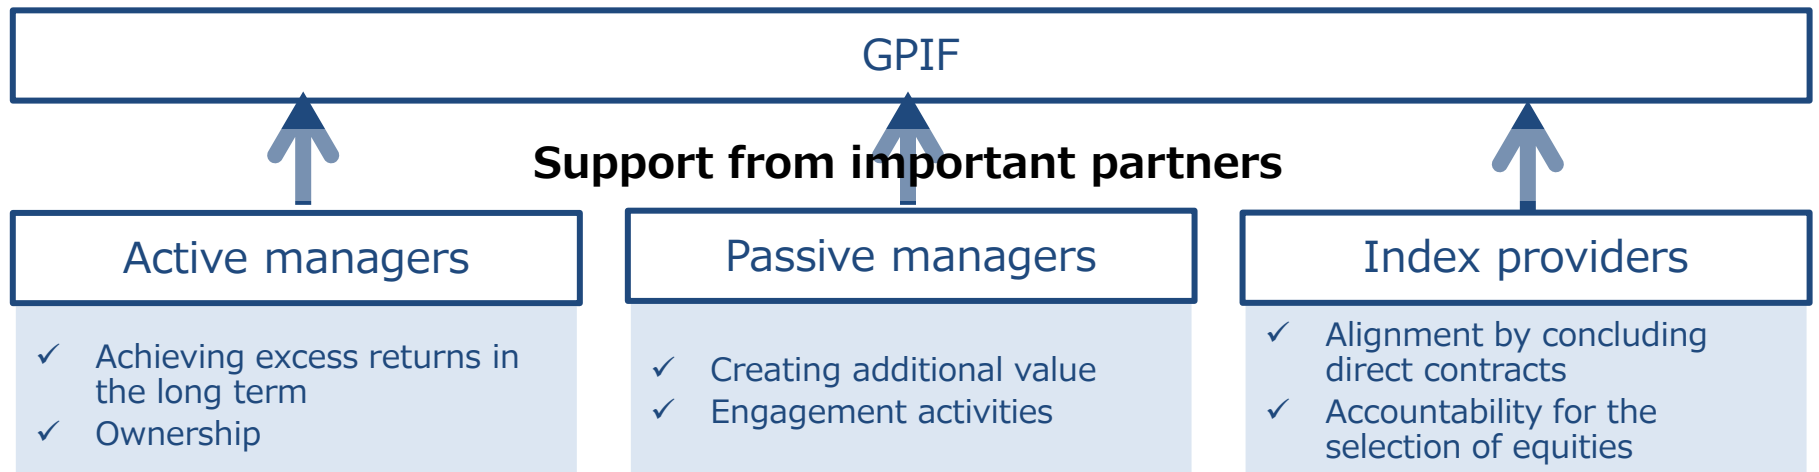 GPIF
Support from important partners
Active managers
✓ Achieving excess returns in
the long term
✓ Ownership
Passive managers
✓ Creating additional value
✓ Engagement activities
Index providers
✓ Alignment by concluding
direct contracts
✓ Accountability for the
selection of equities